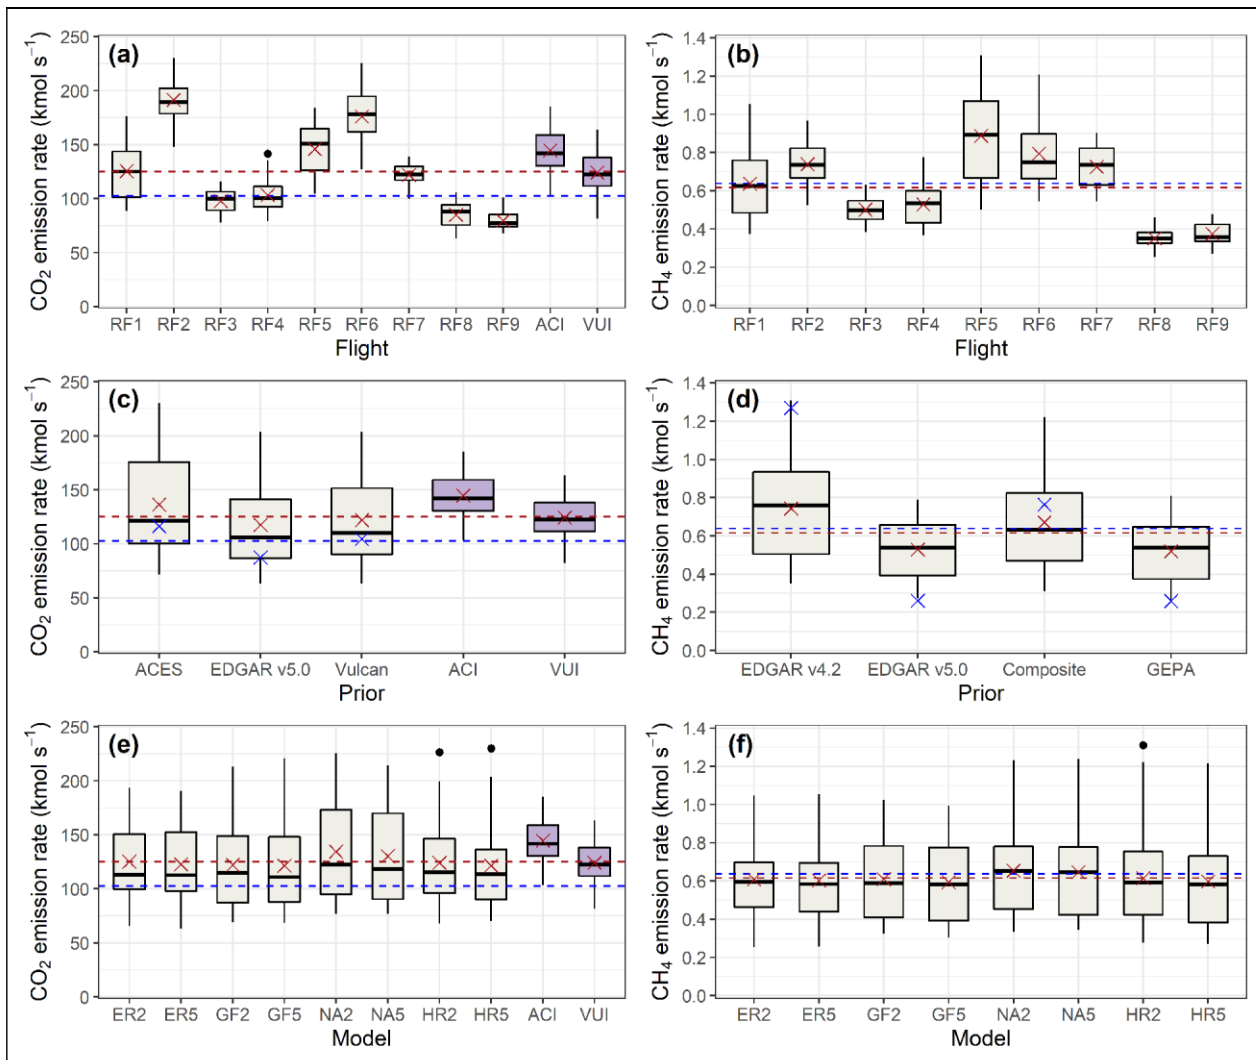 (a)
CO₂ emission rate (kmol s⁻¹)
250
200
150
100
50
0
RF1 RF2 RF3 RF4 RF5 RF6 RF7 RF8 RF9 ACI VUI
Flight
(b)
CH₄ emission rate (kmol s⁻¹)
1.4
1.2
1.0
0.8
0.6
0.4
0.2
0.0
RF1 RF2 RF3 RF4 RF5 RF6 RF7 RF8 RF9
Flight
(c)
CO₂ emission rate (kmol s⁻¹)
250
200
150
100
50
0
ACES EDGAR v5.0 Vulcan ACI VUI
Prior
(d)
CH₄ emission rate (kmol s⁻¹)
1.4
1.2
1.0
0.8
0.6
0.4
0.2
0.0
EDGAR v4.2 EDGAR v5.0 Composite GEPA
Prior
(e)
CO₂ emission rate (kmol s⁻¹)
250
200
150
100
50
0
ER2 ER5 GF2 GF5 NA2 NA5 HR2 HR5 ACI VUI
Model
(f)
CH₄ emission rate (kmol s⁻¹)
1.4
1.2
1.0
0.8
0.6
0.4
0.2
0.0
ER2 ER5 GF2 GF5 NA2 NA5 HR2 HR5
Model